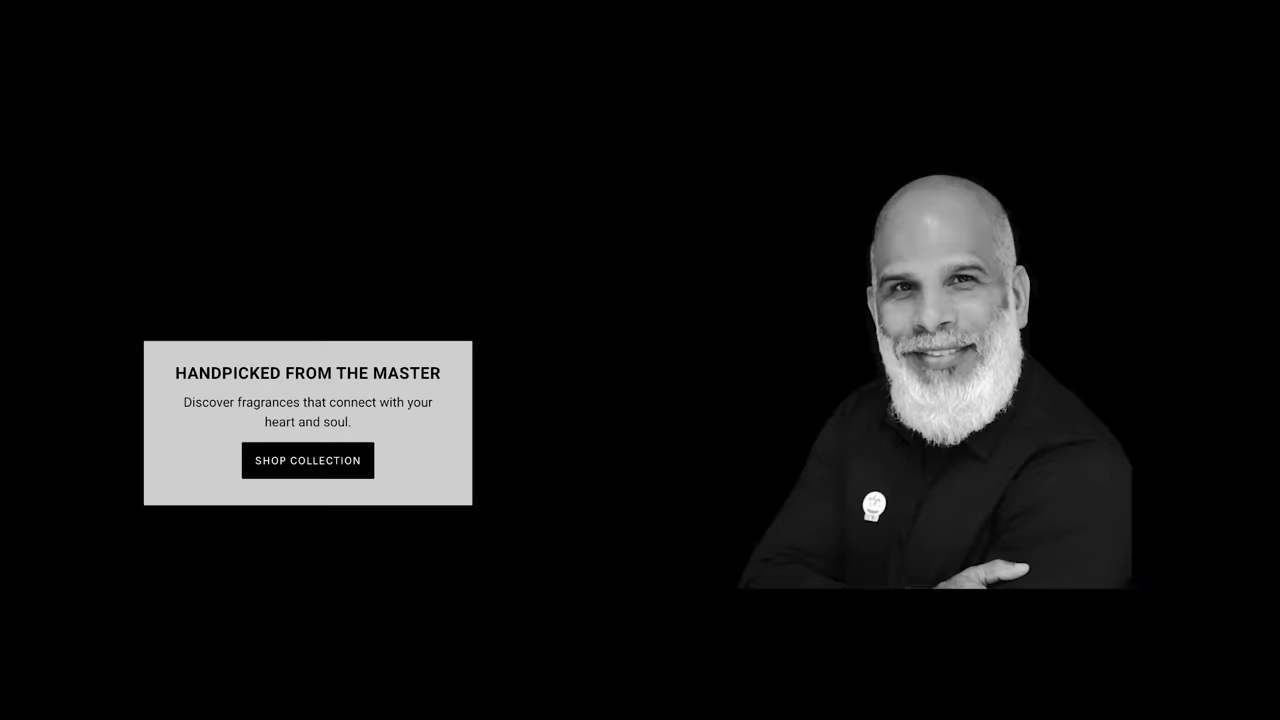 HANDPICKED FROM THE MASTER
Discover fragrances that connect with your
heart and soul.
SHOP COLLECTION